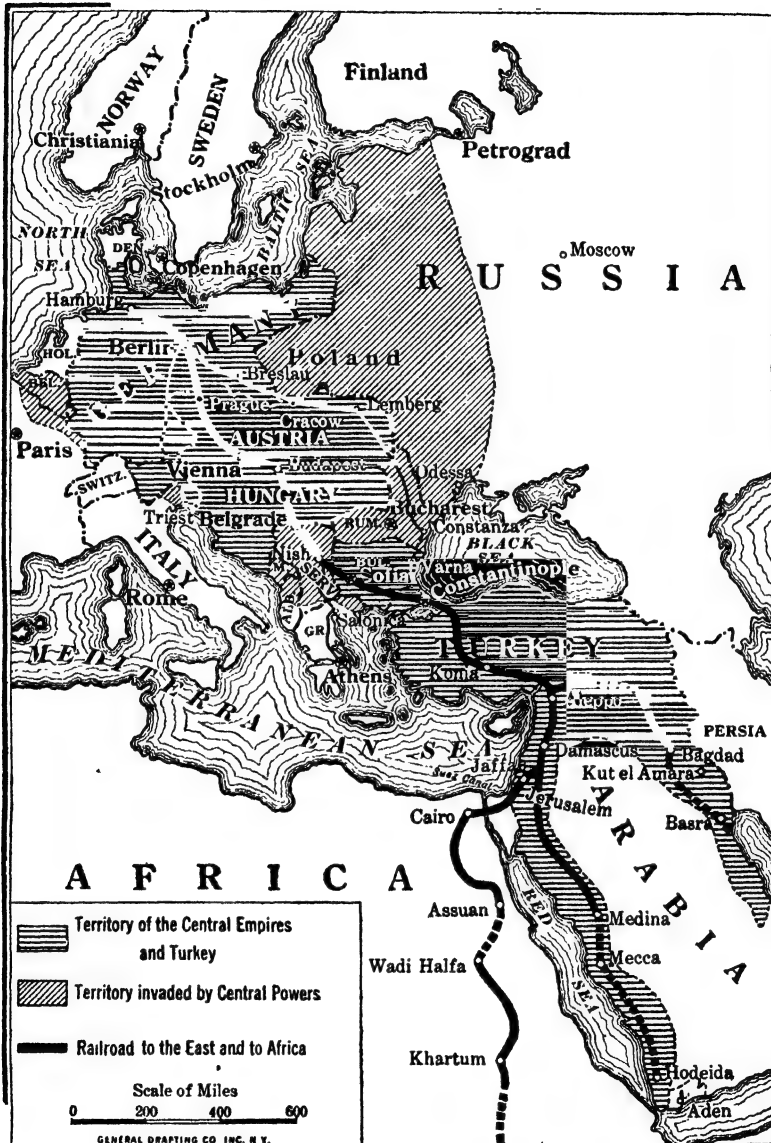 NORWAY
SWEDEN
Finland
Christiania
Stockholm
Petrograd
BALTIC SEA
NORTH SEA
DEN.
Copenhagen
Moscow
RUSSIA
Hamburg
HOL.
BEL.
Berlin
GERMANY
Poland
Breslau
Prague
Cracow
Lemberg
Paris
AUSTRIA
SWITZ.
Vienna
Budapest
Odessa
HUNGARY
Bucharest
Triest
Belgrade
RUM.
Constanza
BLACK SEA
ITALY
Nish
SERV.
BUL.
Sofia
Varna
Constantinople
Rome
ALB.
GR.
Salonica
TURKEY
Athens
Konia
Aleppo
MEDITERRANEAN SEA
PERSIA
Damascus
Bagdad
Jaffa
Kut el Amara
Suez Canal
Jerusalem
Cairo
Basra
ARABIA
AFRICA
Assuan
RED SEA
Medina
Wadi Halfa
Mecca
Khartum
Hodeida
Aden
Territory of the Central Empires
and Turkey
Territory invaded by Central Powers
Railroad to the East and to Africa
Scale of Miles
0 200 400 600
GENERAL DRAFTING CO. INC. N.Y.